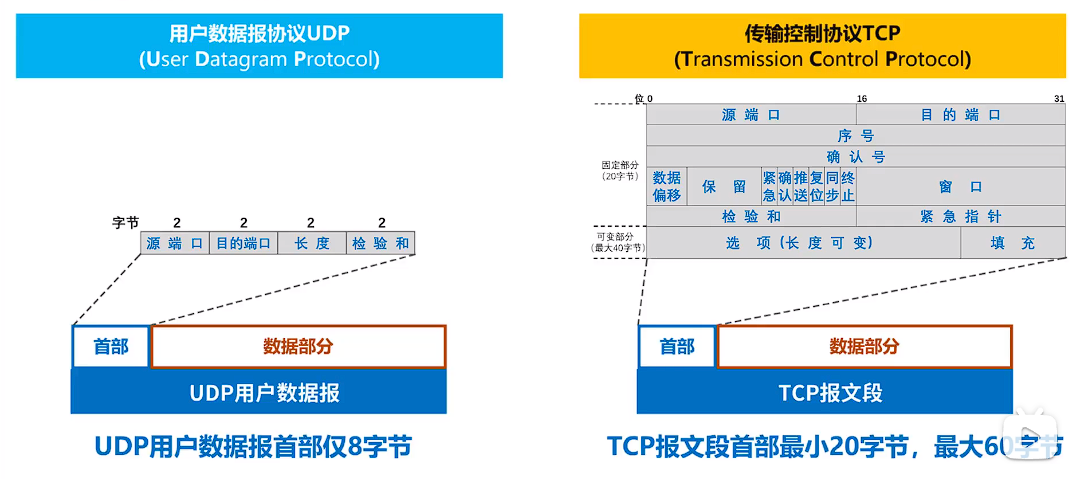 用户数据报协议UDP
(User Datagram Protocol)
字节 2 2 2 2
源端口 目的端口 长度 检验和
首部 数据部分
UDP用户数据报
UDP用户数据报首部仅8字节
传输控制协议TCP
(Transmission Control Protocol)
位 0 16 31
源端口 目的端口
序号
确认号
固定部分
(20字节)
数据偏移 保留 紧急 确认 推送 复位 同步 终止 窗口
检验和 紧急指针
可变部分
(最大40字节)
选项(长度可变) 填充
首部 数据部分
TCP报文段
TCP报文段首部最小20字节，最大60字节